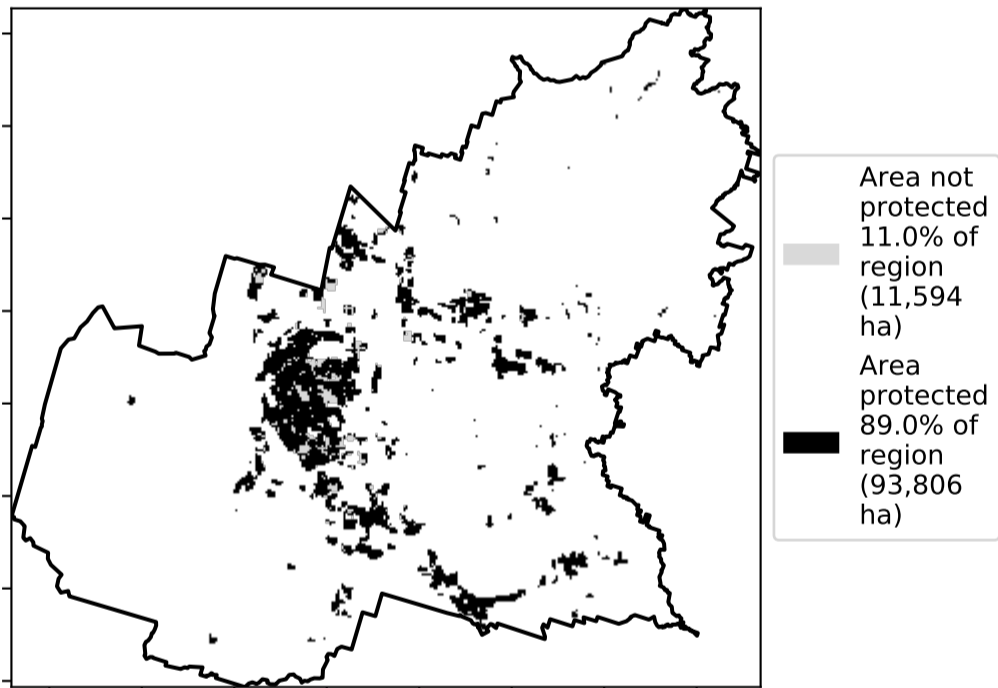 Area not
protected
11.0% of
region
(11,594
ha)
Area
protected
89.0% of
region
(93,806
ha)